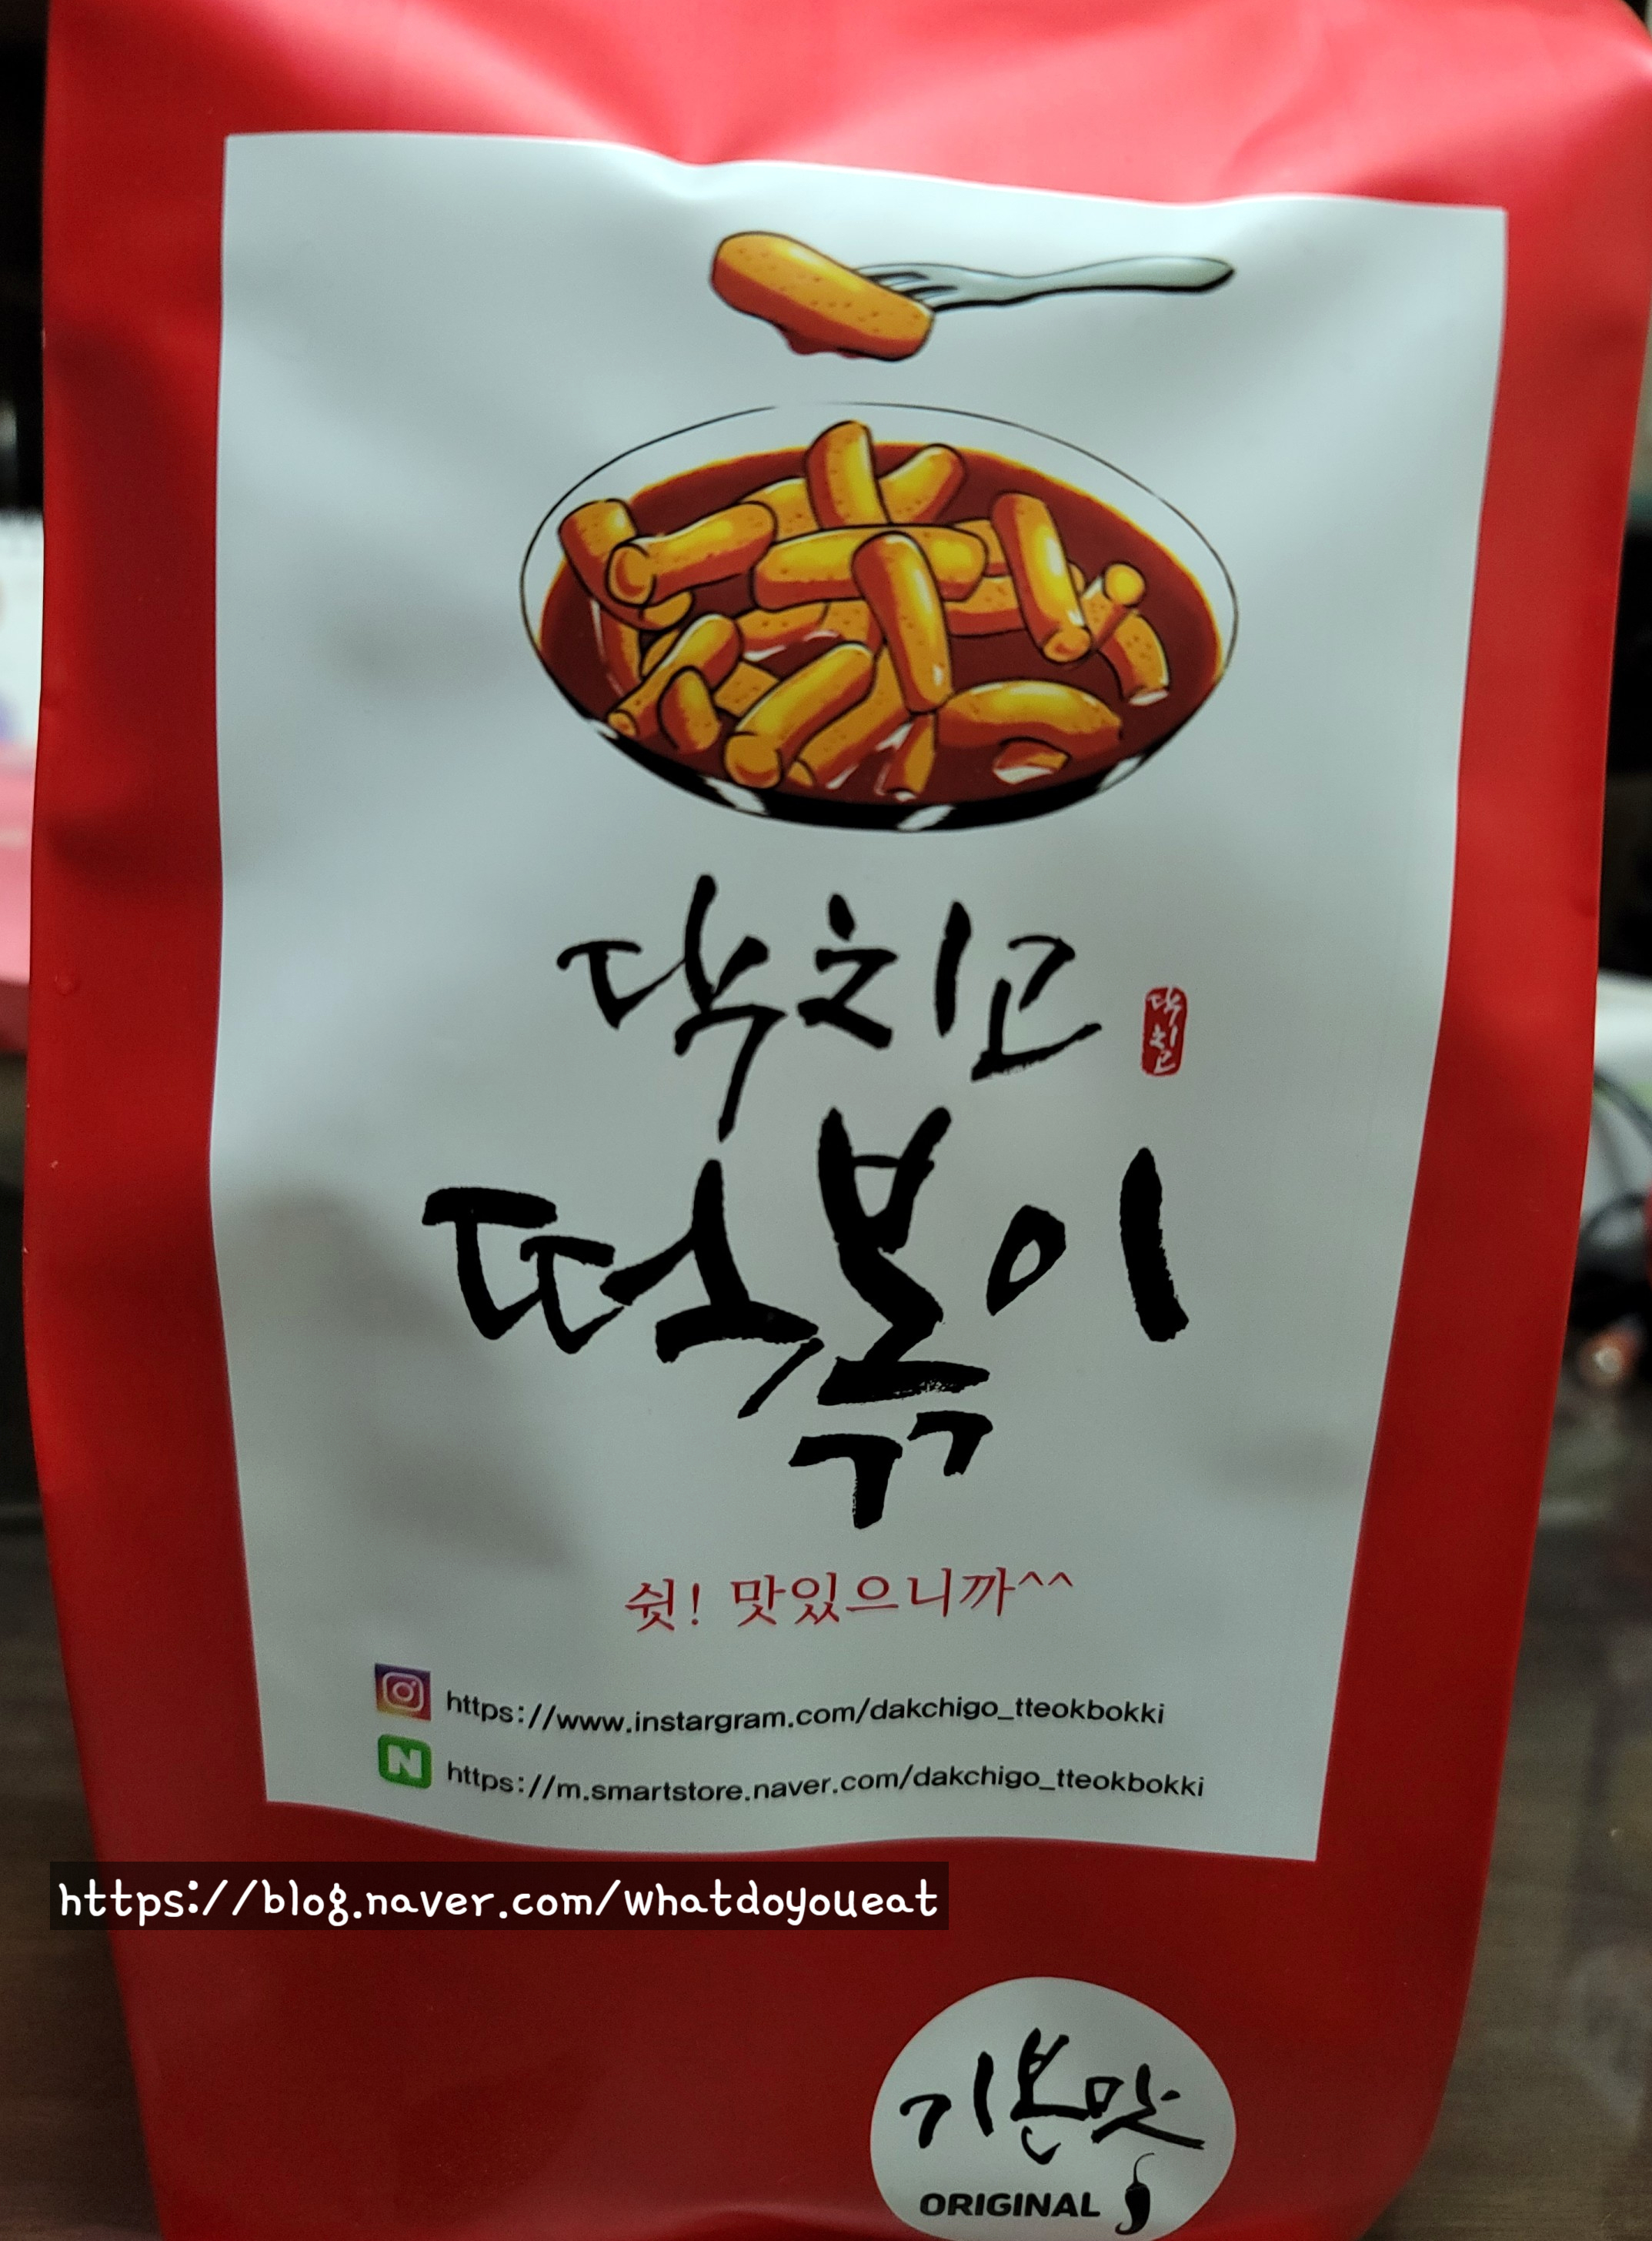 닥치고
닥치고
떡볶이
쉿! 맛있으니까^^
https://www.instargram.com/dakchigo_tteokbokki
N https://m.smartstore.naver.com/dakchigo_tteokbokki
https://blog.naver.com/whatdoyoueat
기본맛
ORIGINAL